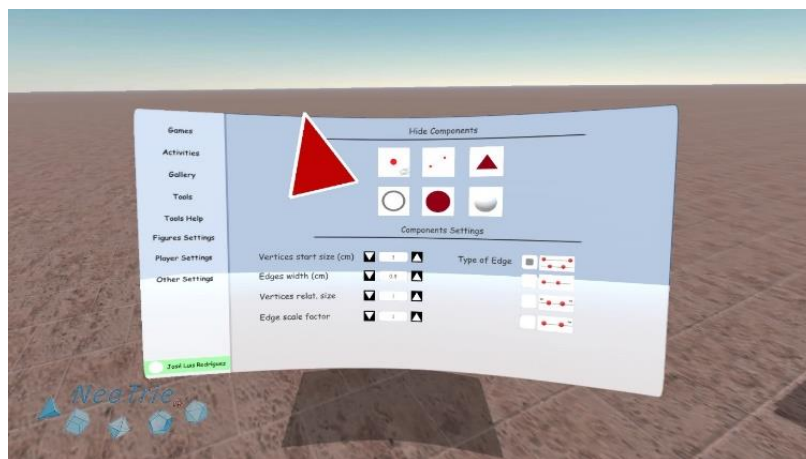 Games
Activities
Gallery
Tools
Tools Help
Figures Settings
Player Settings
Other Settings
José Luis Rodríguez
Hide Components
Components Settings
Vertices start size (cm)
Edges width (cm)
Vertices relat. size
Edge scale factor
Type of Edge
NeoTrie